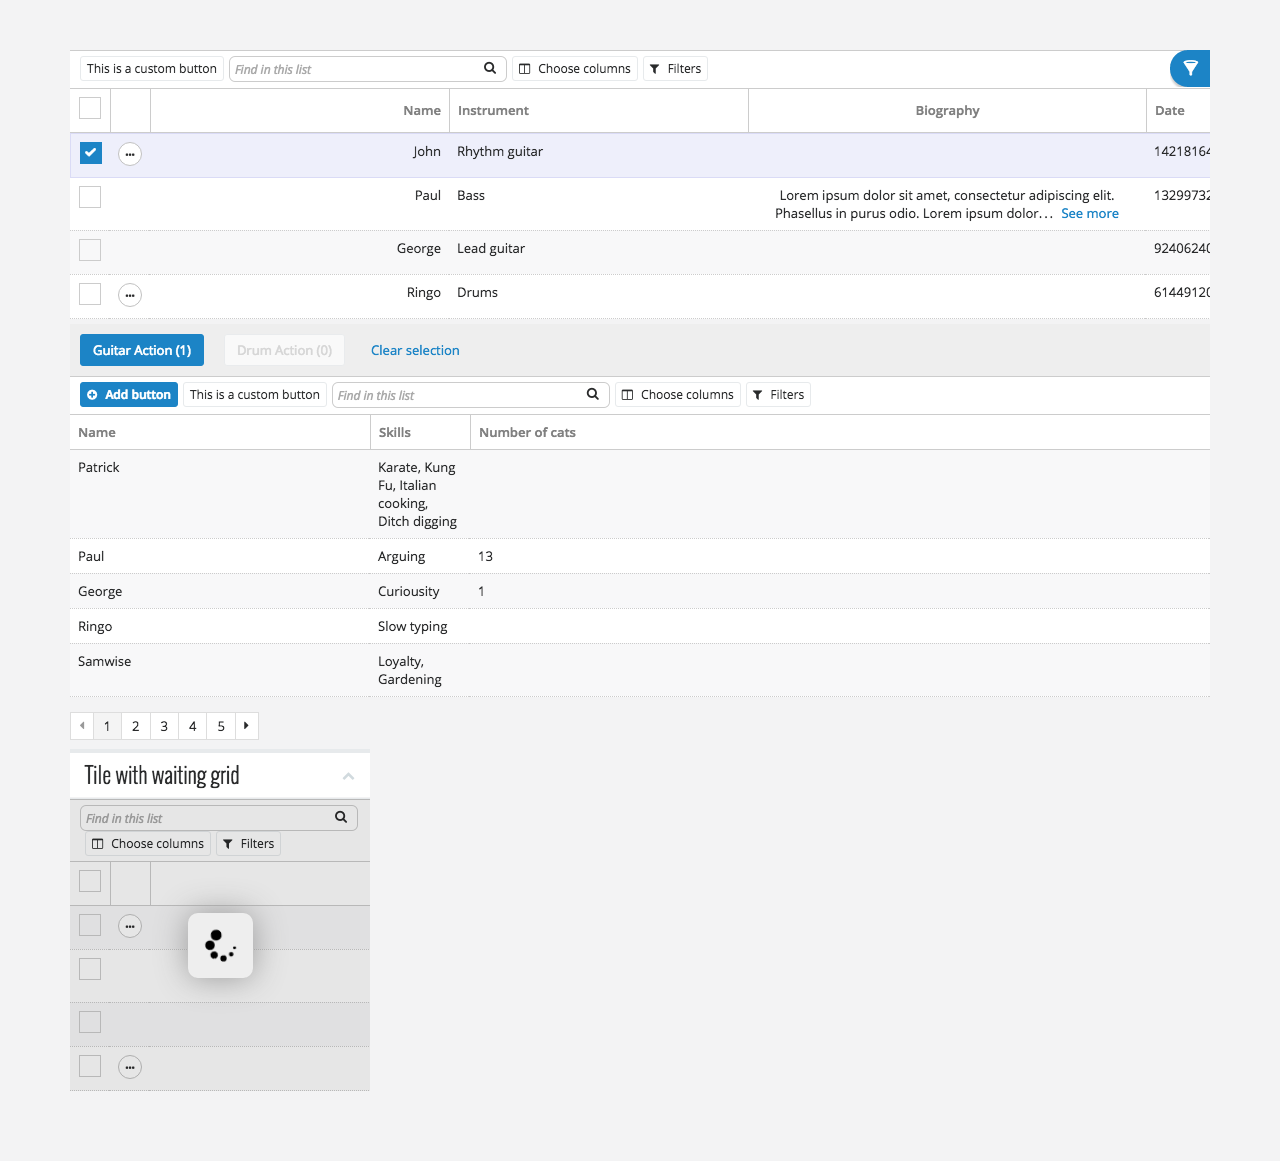 This is a custom button Find in this list Choose columns Filters
Name Instrument Biography Date
John Rhythm guitar 14218164
Paul Bass Lorem ipsum dolor sit amet, consectetur adipiscing elit. 13299732
Phasellus in purus odio. Lorem ipsum dolor... See more
George Lead guitar 92406240
Ringo Drums 61449120
Guitar Action (1) Drum Action (0) Clear selection
Add button This is a custom button Find in this list Choose columns Filters
Name Skills Number of cats
Patrick Karate, Kung
Fu, Italian
cooking,
Ditch digging
Paul Arguing 13
George Curiousity 1
Ringo Slow typing
Samwise Loyalty,
Gardening
1 2 3 4 5
Tile with waiting grid
Find in this list
Choose columns Filters